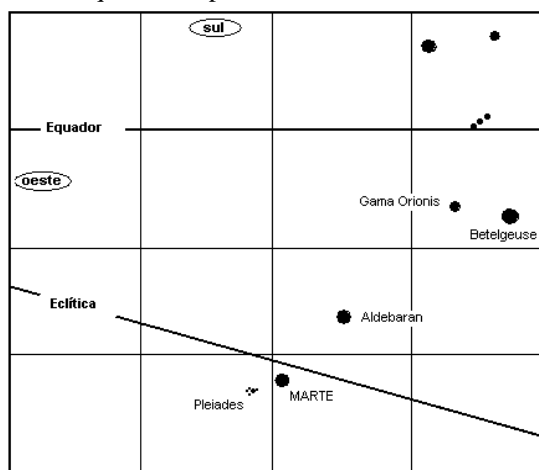 sul
Equador
oeste
Gama Orionis
Betelgeuse
Eclítica
Aldebaran
MARTE
Pleiades